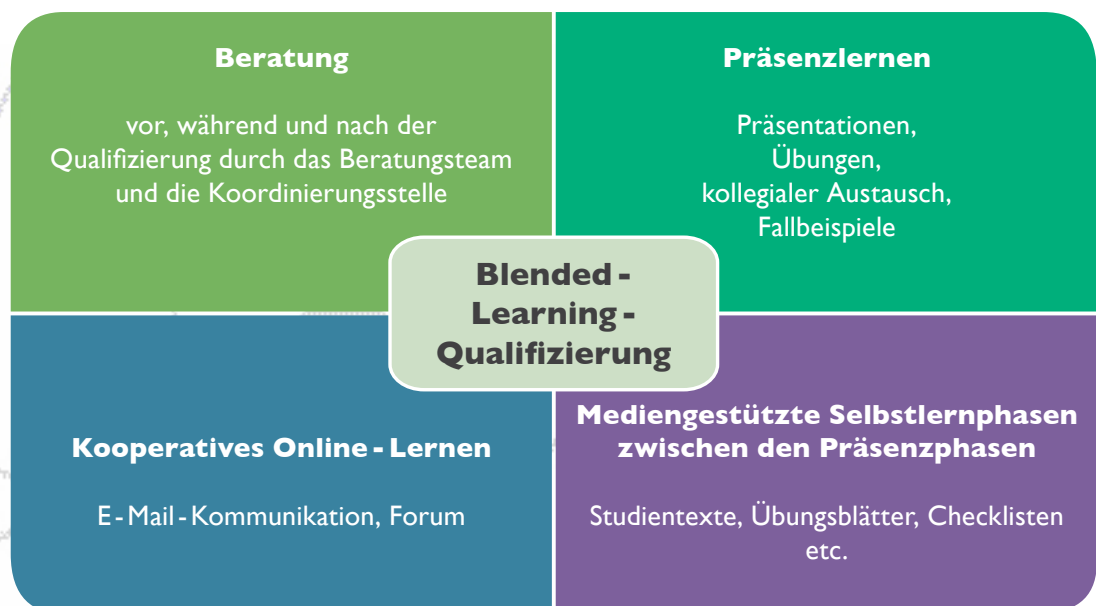 Beratung
vor, während und nach der
Qualifizierung durch das Beratungsteam
und die Koordinierungsstelle
Präsenzlernen
Präsentationen,
Übungen,
kollegialer Austausch,
Fallbeispiele
Blended-
Learning-
Qualifizierung
Kooperatives Online-Lernen
E-Mail-Kommunikation, Forum
Mediengestützte Selbstlernphasen
zwischen den Präsenzphasen
Studientexte, Übungsblätter, Checklisten
etc.